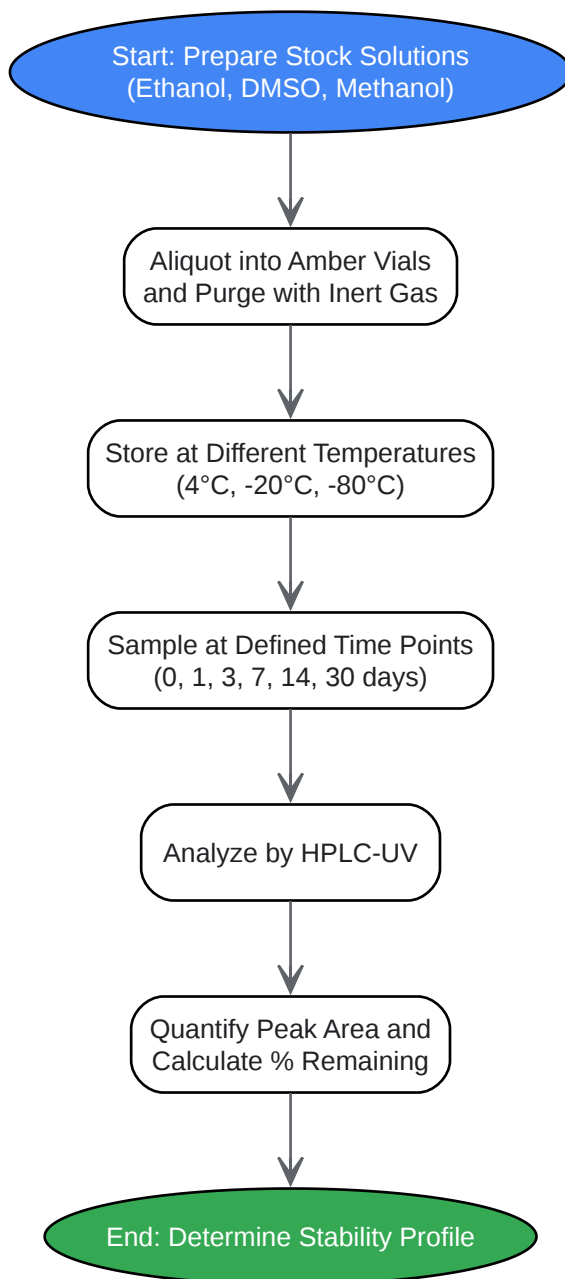 Start: Prepare Stock Solutions
(Ethanol, DMSO, Methanol)
Aliquot into Amber Vials
and Purge with Inert Gas
Store at Different Temperatures
(4°C, -20°C, -80°C)
Sample at Defined Time Points
(0, 1, 3, 7, 14, 30 days)
Analyze by HPLC-UV
Quantify Peak Area and
Calculate % Remaining
End: Determine Stability Profile